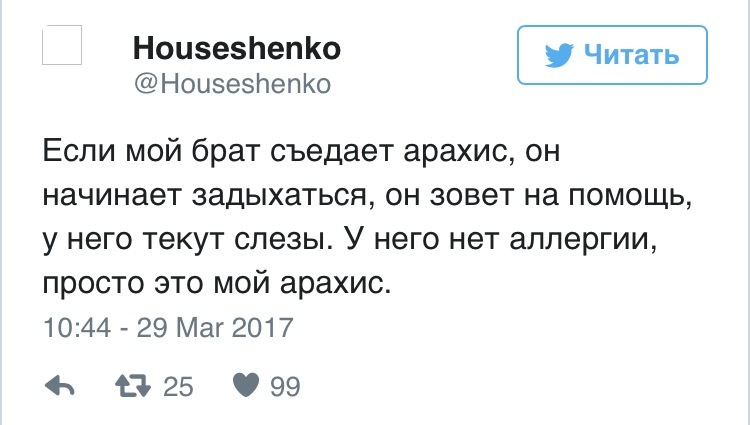 Houseshenko
Читать
@Houseshenko
Если мой брат съедает арахис, он
начинает задыхаться, он зовет на помощь,
у него текут слезы. У него нет аллергии,
просто это мой арахис.
10:44 - 29 Mar 2017
25 99